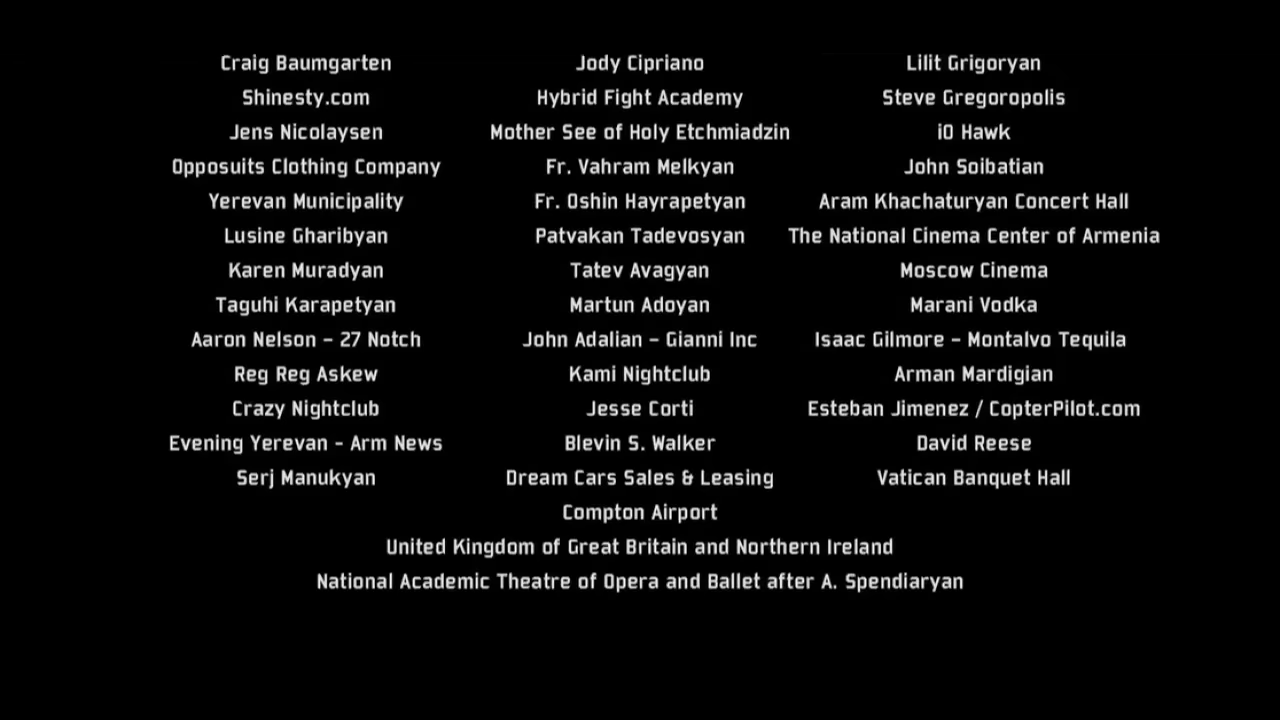 Craig Baumgarten Jody Cipriano Lilit Grigoryan
Shinesty.com Hybrid Fight Academy Steve Gregoropolis
Jens Nicolaysen Mother See of Holy Etchmiadzin iO Hawk
Opposuits Clothing Company Fr. Vahram Melkyan John Soibatian
Yerevan Municipality Fr. Oshin Hayrapetyan Aram Khachaturyan Concert Hall
Lusine Gharibyan Patvakan Tadevosyan The National Cinema Center of Armenia
Karen Muradyan Tatev Avagyan Moscow Cinema
Taguhi Karapetyan Martun Adoyan Marani Vodka
Aaron Nelson – 27 Notch John Adalian – Gianni Inc Isaac Gilmore – Montalvo Tequila
Reg Reg Askew Kami Nightclub Arman Mardigian
Crazy Nightclub Jesse Corti Esteban Jimenez / CopterPilot.com
Evening Yerevan - Arm News Blevin S. Walker David Reese
Serj Manukyan Dream Cars Sales & Leasing Vatican Banquet Hall
Compton Airport
United Kingdom of Great Britain and Northern Ireland
National Academic Theatre of Opera and Ballet after A. Spendiaryan